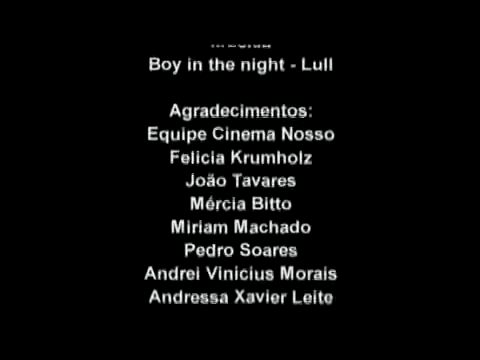 Boy in the night - Lull
Agradecimentos:
Equipe Cinema Nosso
Felicia Krumholz
João Tavares
Mércia Bitto
Miriam Machado
Pedro Soares
Andrei Vinicius Morais
Andressa Xavier Leite